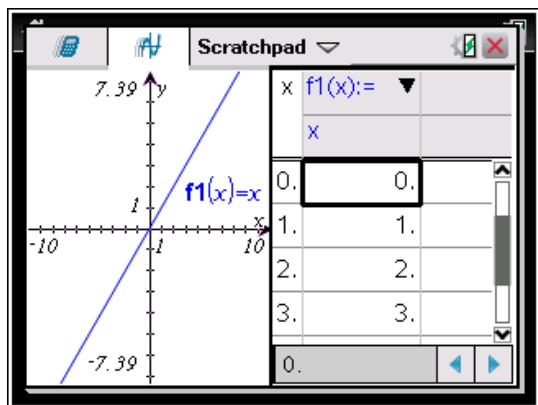 Scratchpad
7.39 y
f1(x)=x
1
x
-10 1 10
-7.39
x f1(x):= ▼
x
0. 0.
1. 1.
2. 2.
3. 3.
0.